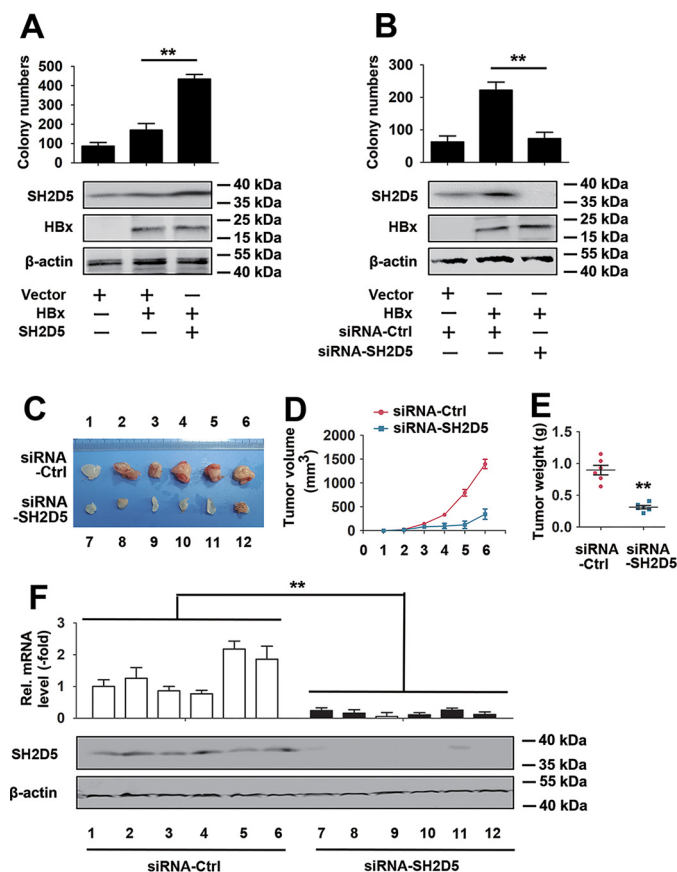 A
**
Colony numbers
500
400
300
200
100
0
SH2D5
40 kDa
35 kDa
HBx
25 kDa
15 kDa
β-actin
55 kDa
40 kDa
Vector + + −
HBx − + +
SH2D5 − − +
B
**
Colony numbers
300
200
100
0
SH2D5
40 kDa
35 kDa
HBx
25 kDa
15 kDa
β-actin
55 kDa
40 kDa
Vector + − −
HBx − + +
siRNA-Ctrl + + −
siRNA-SH2D5 − − +
C
1 2 3 4 5 6
siRNA
-Ctrl
siRNA
-SH2D5
7 8 9 10 11 12
D
siRNA-Ctrl
siRNA-SH2D5
Tumor volume
(mm³)
2000
1500
1000
500
0
0 1 2 3 4 5 6
E
Tumor weight (g)
1.5
1.0
0.5
0.0
**
siRNA
-Ctrl
siRNA
-SH2D5
F
**
Rel. mRNA
level (-fold)
3
2
1
0
SH2D5
40 kDa
35 kDa
β-actin
55 kDa
40 kDa
1 2 3 4 5 6 7 8 9 10 11 12
siRNA-Ctrl
siRNA-SH2D5